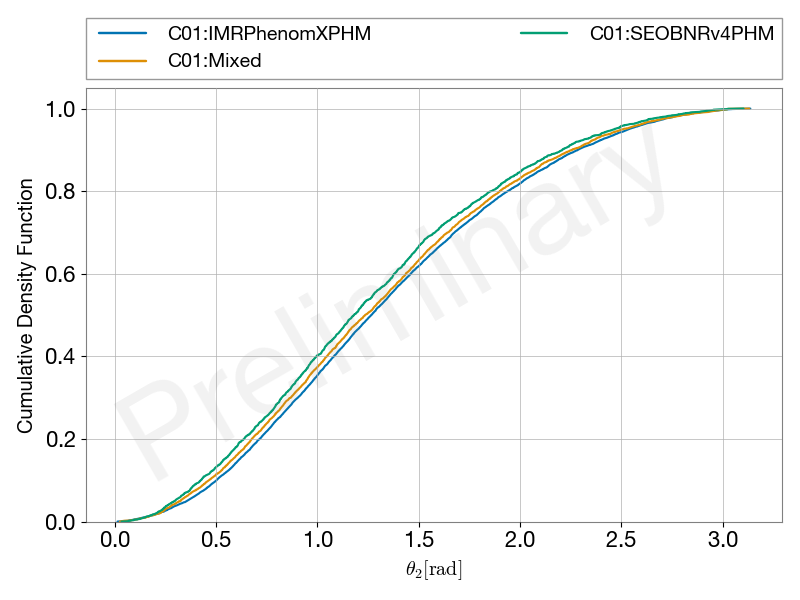 C01:IMRPhenomXPHM
C01:Mixed
C01:SEOBNRv4PHM
Cumulative Density Function
1.0
0.8
0.6
0.4
0.2
0.0
Preliminary
0.0 0.5 1.0 1.5 2.0 2.5 3.0
θ₂[rad]